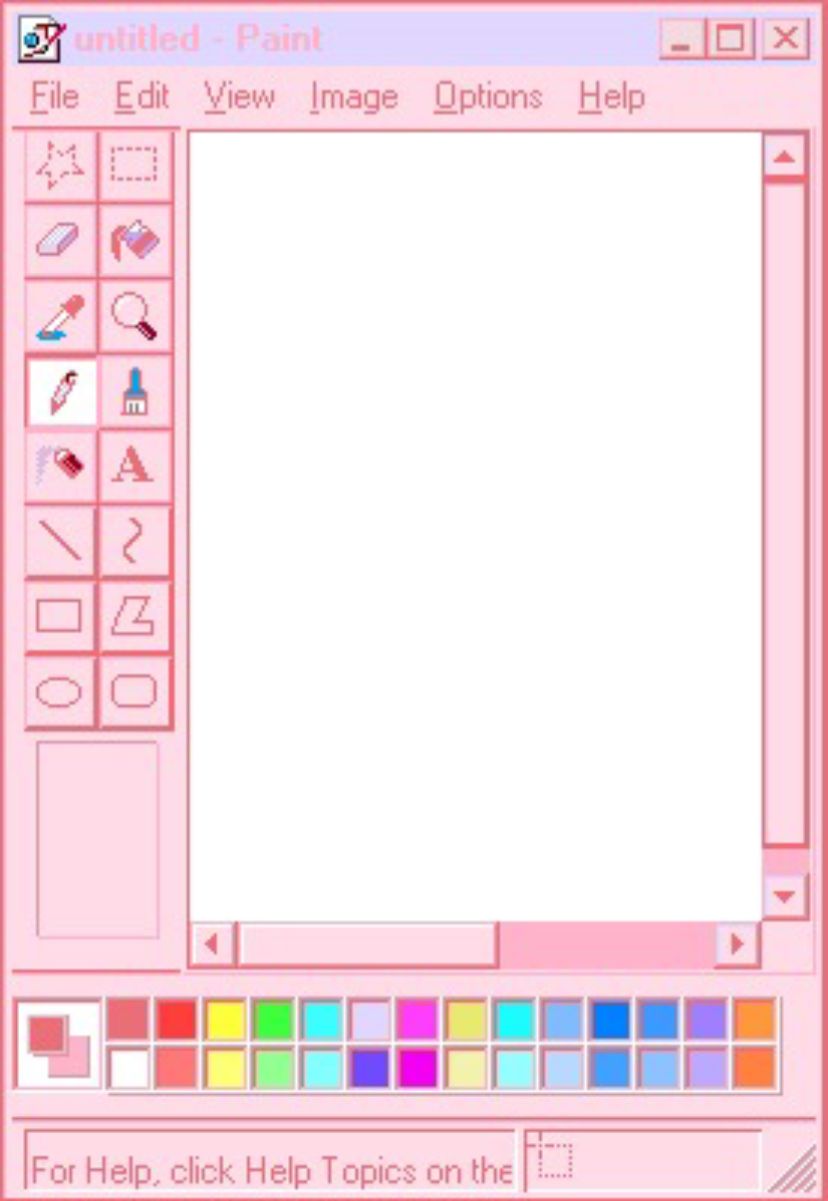 untitled - Paint
File Edit View Image Options Help
A
For Help, click Help Topics on the